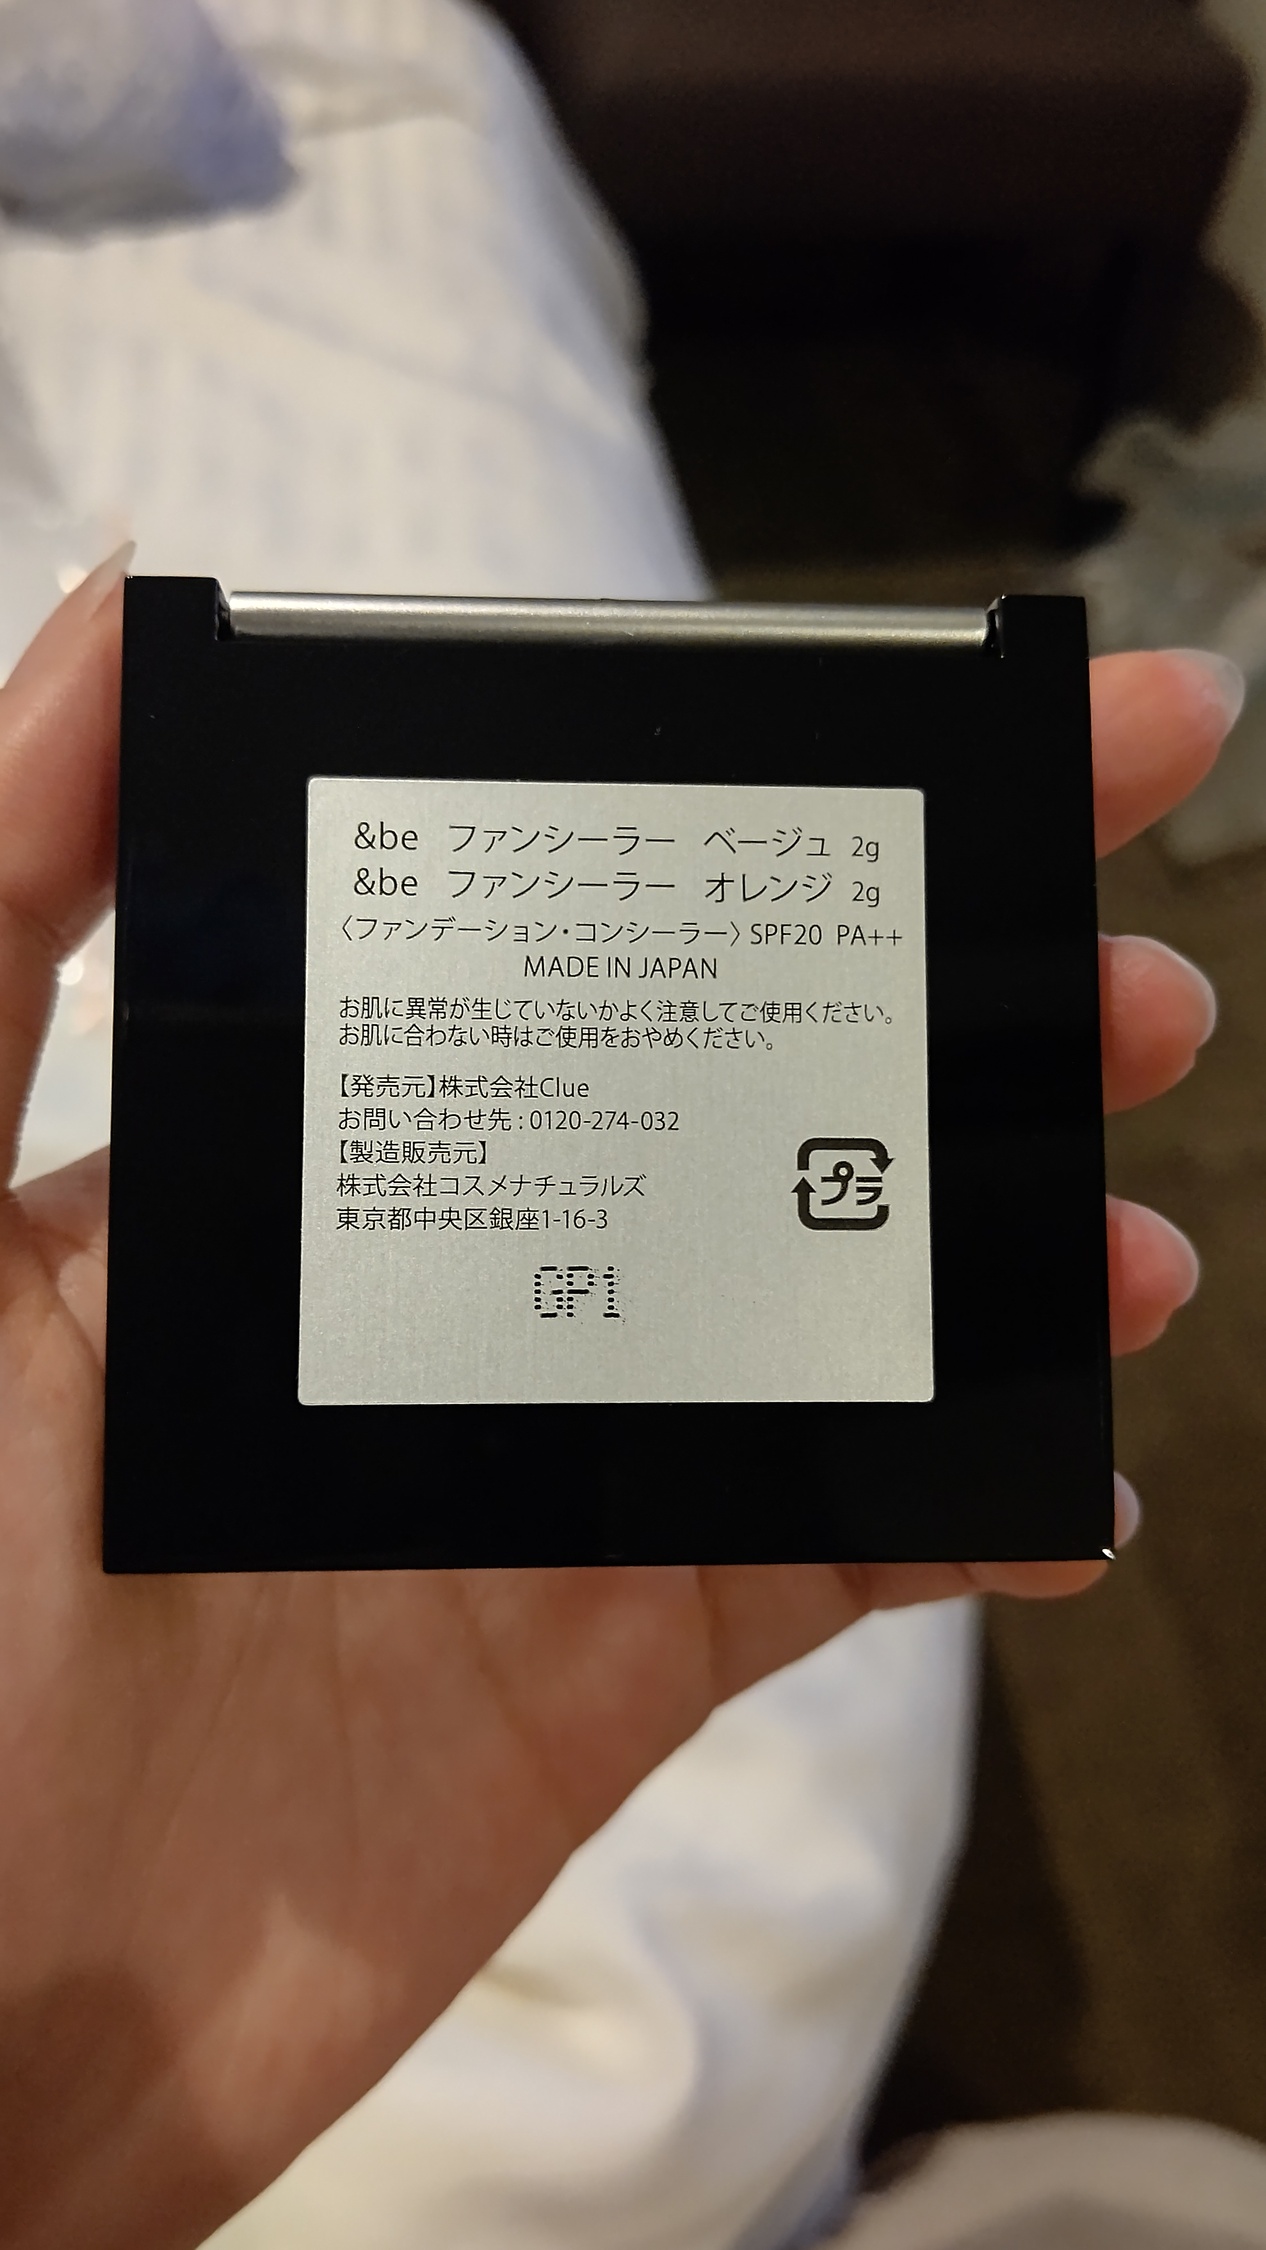 &be ファンシーラー ベージュ 2g
&be ファンシーラー オレンジ 2g
〈ファンデーション・コンシーラー〉SPF20 PA++
MADE IN JAPAN
お肌に異常が生じていないかよく注意してご使用ください。
お肌に合わない時はご使用をおやめください。
【発売元】株式会社Clue
お問い合わせ先:0120-274-032
【製造販売元】
株式会社コスメナチュラルズ
東京都中央区銀座1-16-3
プラ
GP1